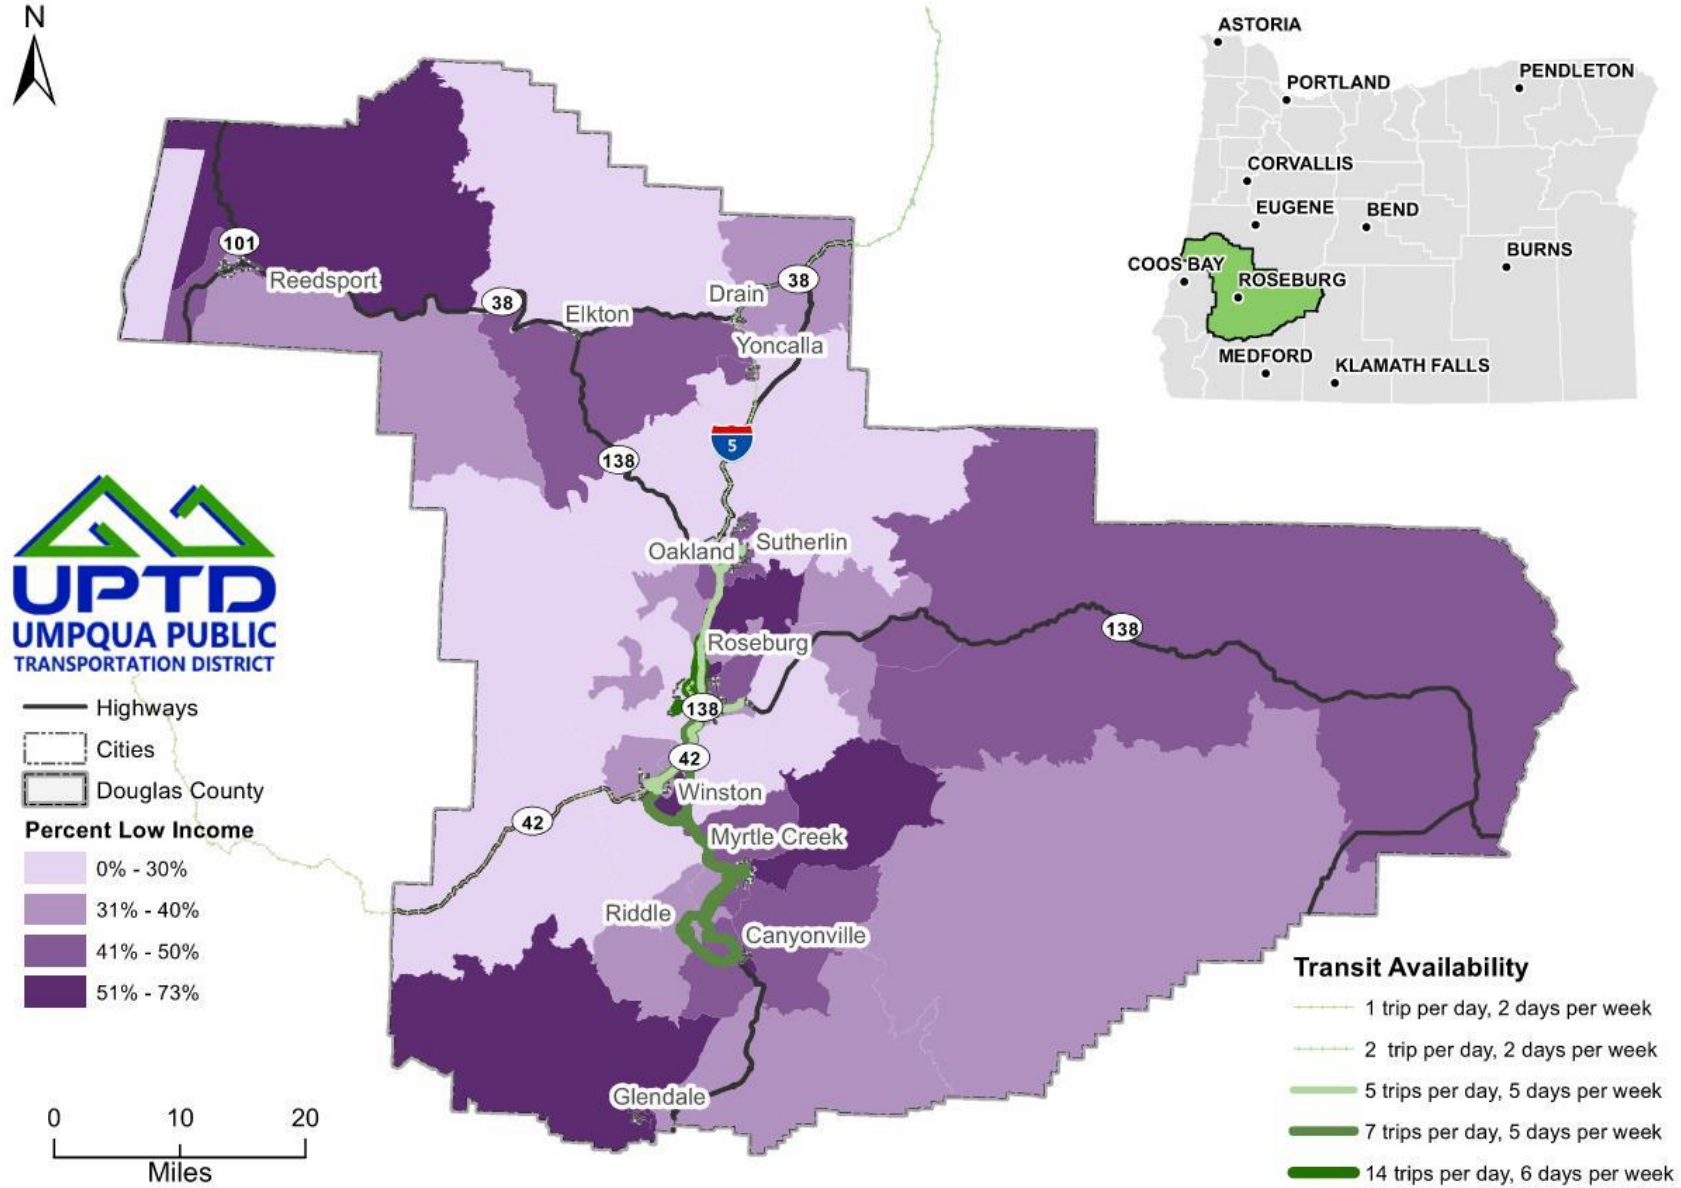 N
ASTORIA
PORTLAND
PENDLETON
CORVALLIS
EUGENE
BEND
BURNS
COOS BAY
ROSEBURG
MEDFORD
KLAMATH FALLS
101
Reedsport
38
Elkton
Drain
38
Yoncalla
5
138
Oakland
Sutherlin
Roseburg
138
138
42
Winston
42
Myrtle Creek
Riddle
Canyonville
Glendale
UPTD
UMPQUA PUBLIC
TRANSPORTATION DISTRICT
Highways
Cities
Douglas County
Percent Low Income
0% - 30%
31% - 40%
41% - 50%
51% - 73%
0 10 20
Miles
Transit Availability
1 trip per day, 2 days per week
2 trip per day, 2 days per week
5 trips per day, 5 days per week
7 trips per day, 5 days per week
14 trips per day, 6 days per week